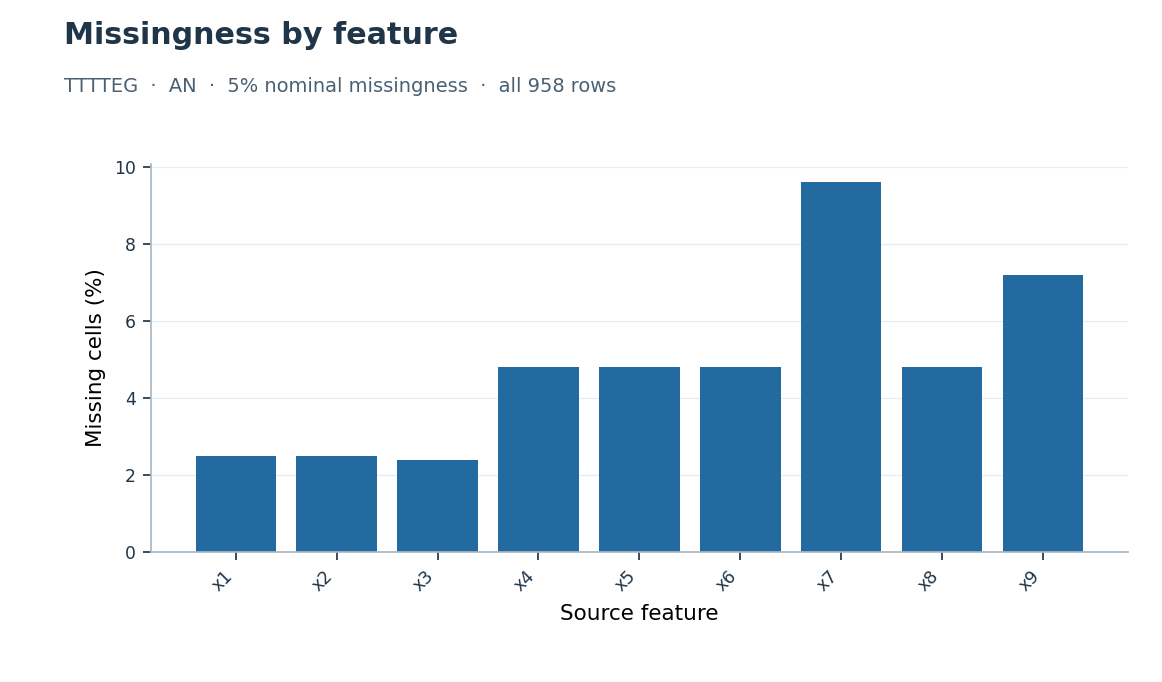 Missingness by feature
TTTTEG · AN · 5% nominal missingness · all 958 rows
10
8
6
4
2
0
Missing cells (%)
x1 x2 x3 x4 x5 x6 x7 x8 x9
Source feature